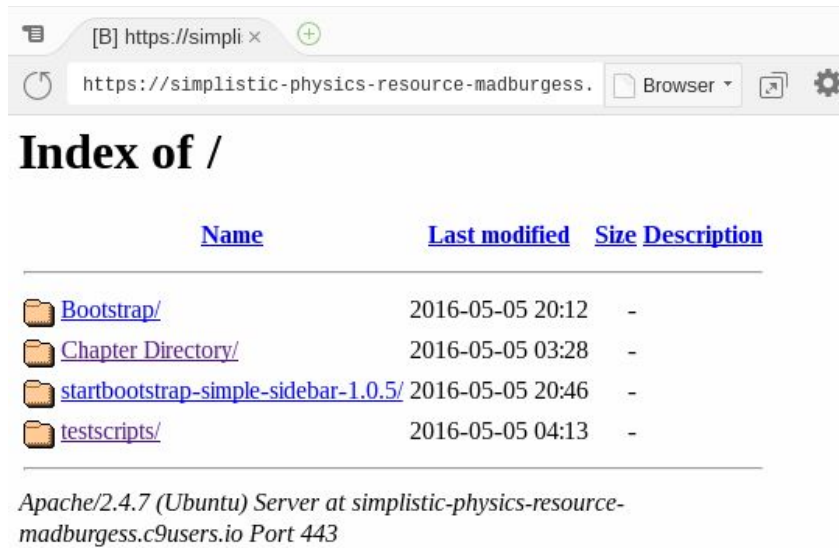 [B] https://simpli ×
https://simplistic-physics-resource-madburgess. Browser
Index of /
Name Last modified Size Description
Bootstrap/ 2016-05-05 20:12 -
Chapter Directory/ 2016-05-05 03:28 -
startbootstrap-simple-sidebar-1.0.5/ 2016-05-05 20:46 -
testscripts/ 2016-05-05 04:13 -
Apache/2.4.7 (Ubuntu) Server at simplistic-physics-resource-
madburgess.c9users.io Port 443